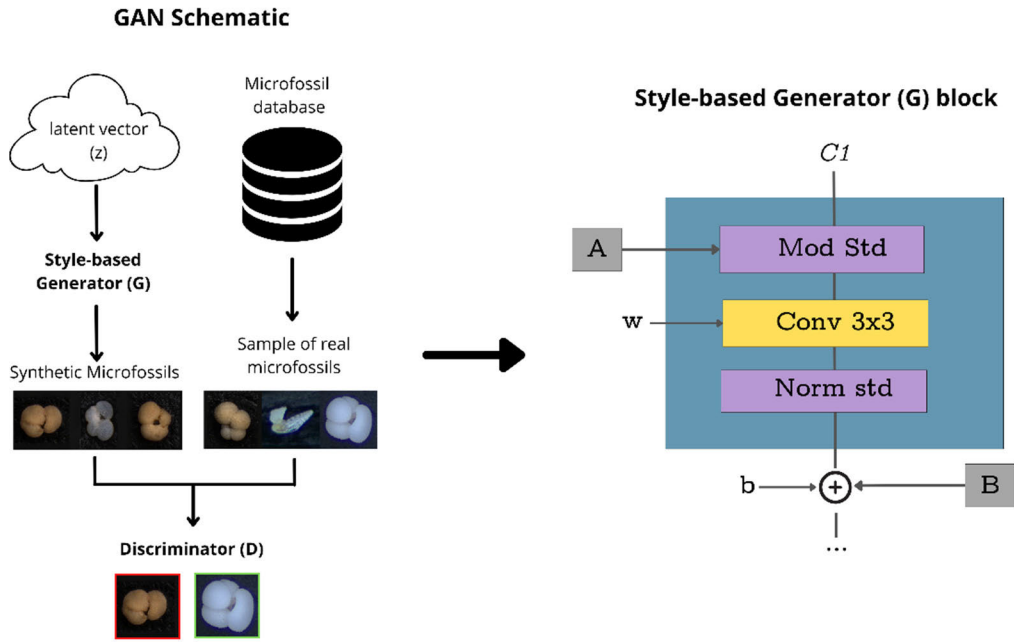 GAN Schematic
latent vector
(z)
Microfossil
database
Style-based
Generator (G)
Synthetic Microfossils
Sample of real
microfossils
Discriminator (D)
Style-based Generator (G) block
C1
A
Mod Std
w
Conv 3x3
Norm std
b
+
B
...